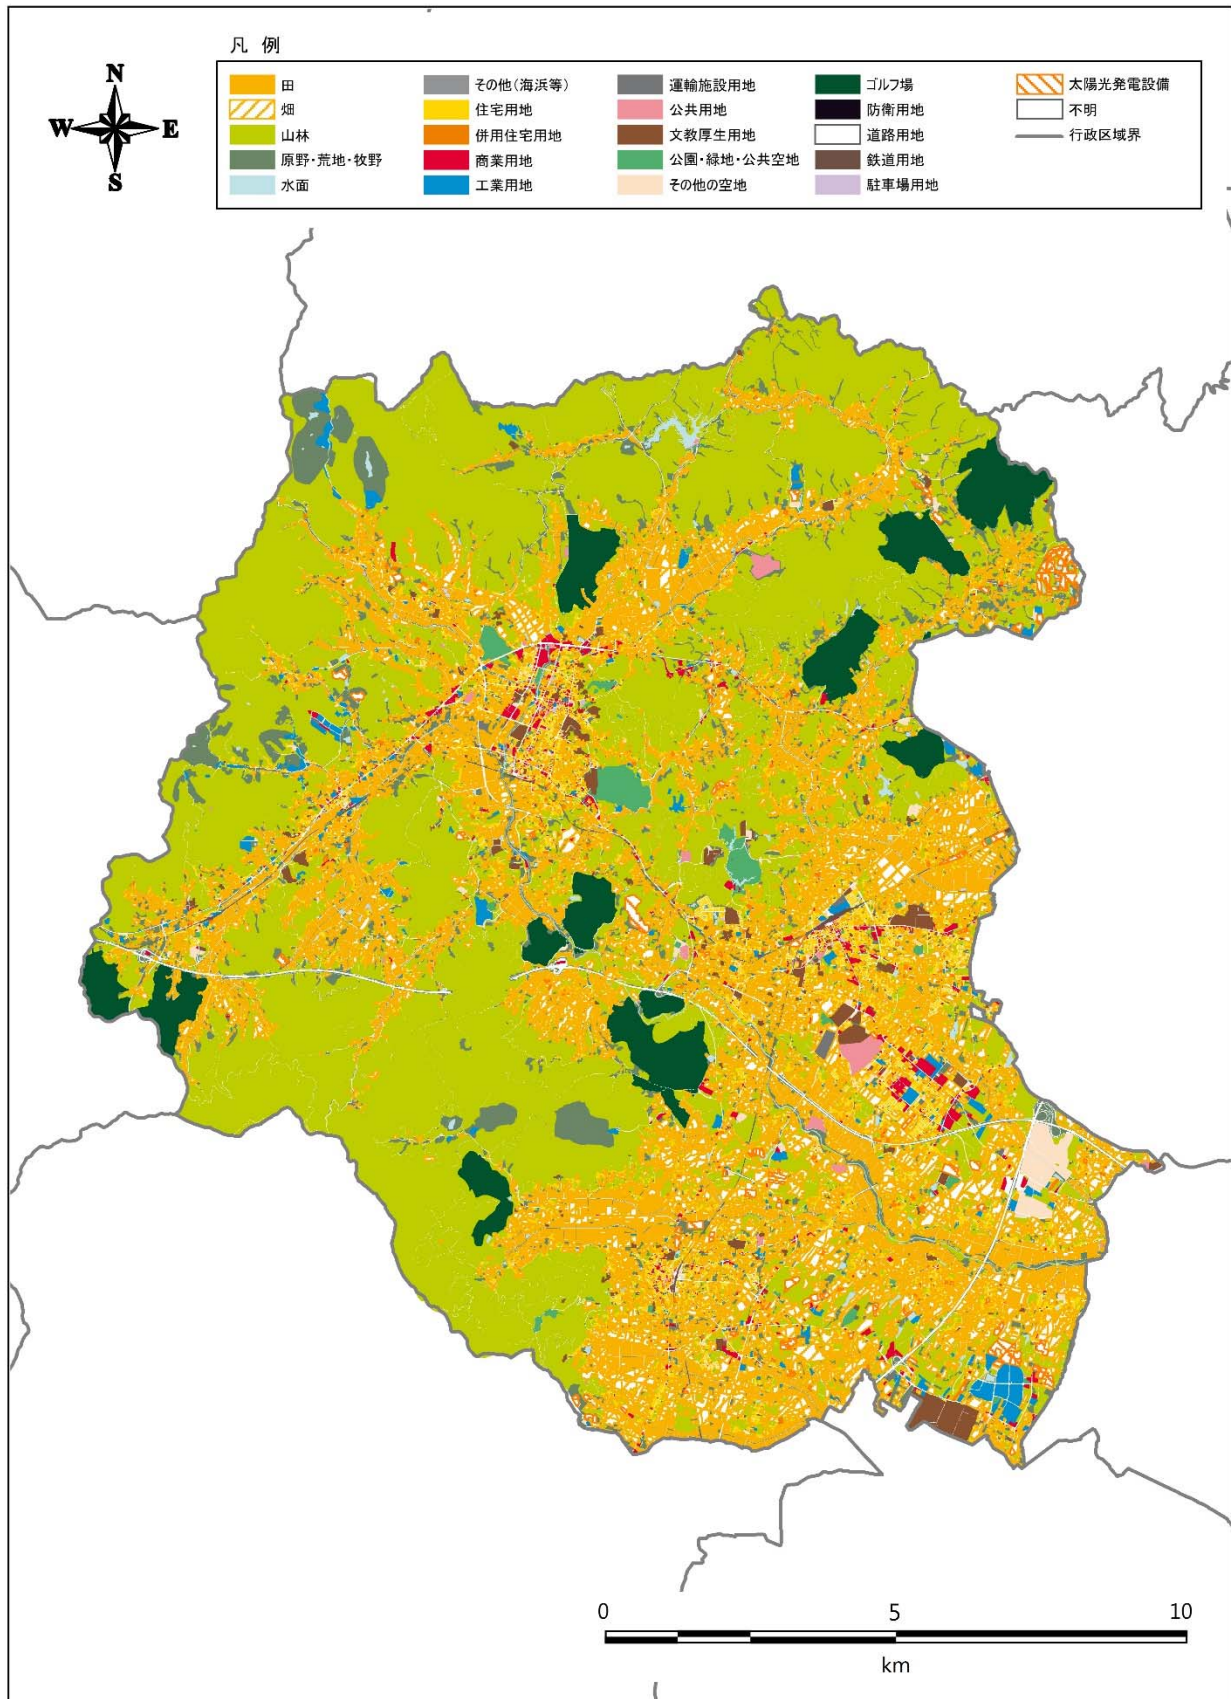 凡 例
N
W E
S
田
畑
山林
原野・荒地・牧野
水面
その他(海浜等)
住宅用地
併用住宅用地
商業用地
工業用地
運輸施設用地
公共用地
文教厚生用地
公園・緑地・公共空地
その他の空地
ゴルフ場
防衛用地
道路用地
鉄道用地
駐車場用地
太陽光発電設備
不明
行政区域界
0 5 10
km